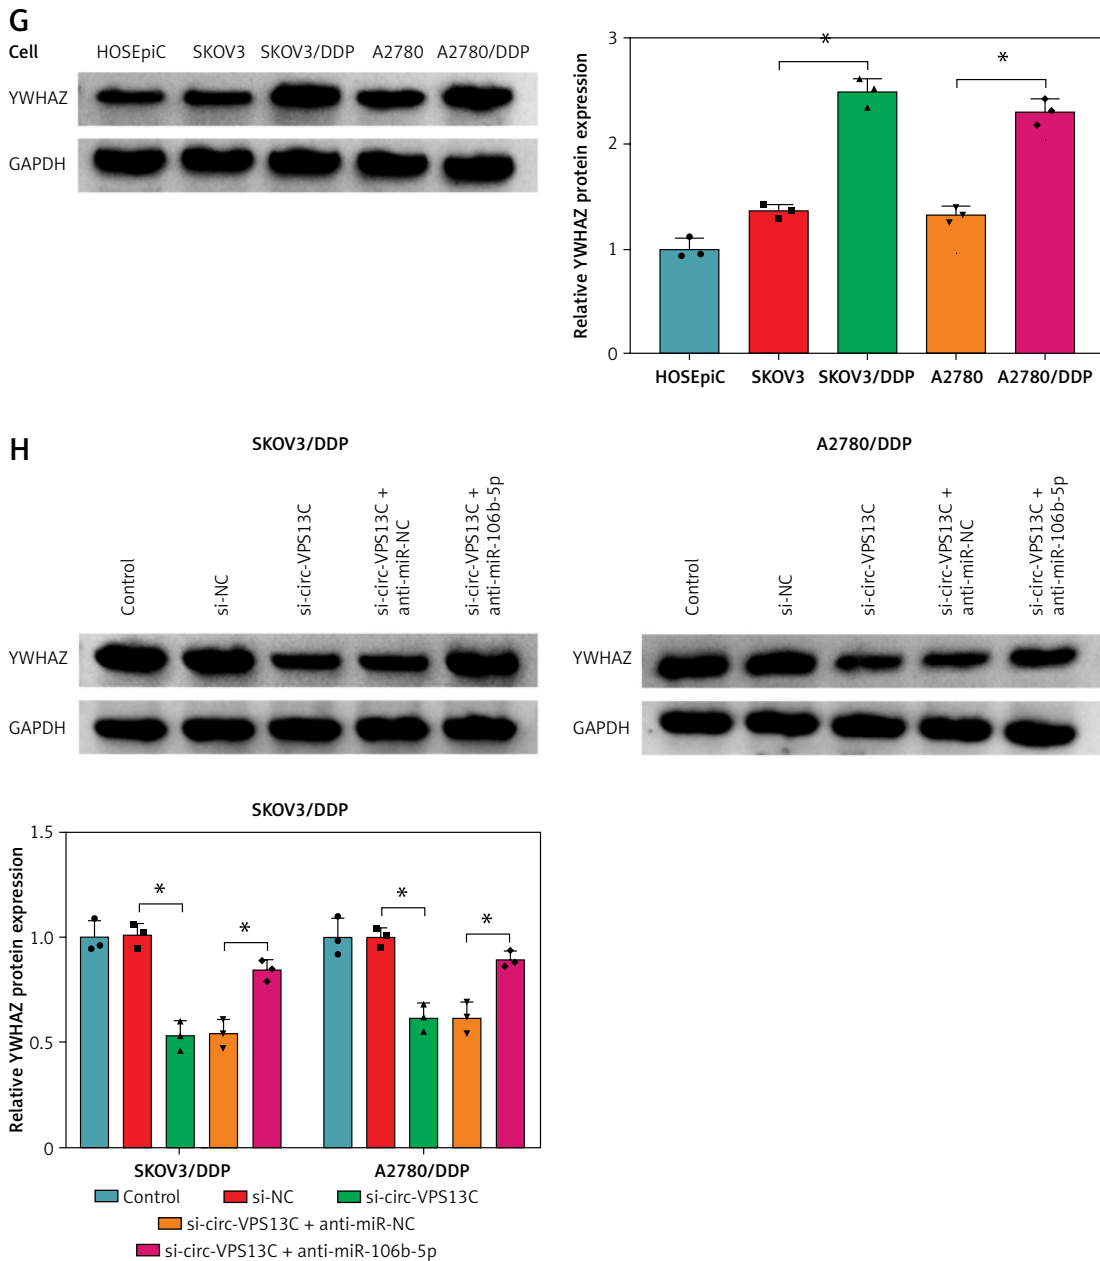 G
Cell HOSEpiC SKOV3 SKOV3/DDP A2780 A2780/DDP
YWHAZ
GAPDH
Relative YWHAZ protein expression
3
2
1
0
*
*
HOSEpiC SKOV3 SKOV3/DDP A2780 A2780/DDP
H
SKOV3/DDP
Control
si-NC
si-circ-VPS13C
si-circ-VPS13C +
anti-miR-NC
si-circ-VPS13C +
anti-miR-106b-5p
YWHAZ
GAPDH
A2780/DDP
Control
si-NC
si-circ-VPS13C
si-circ-VPS13C +
anti-miR-NC
si-circ-VPS13C +
anti-miR-106b-5p
YWHAZ
GAPDH
SKOV3/DDP
Relative YWHAZ protein expression
1.5
1.0
0.5
0
*
*
*
*
SKOV3/DDP A2780/DDP
Control si-NC si-circ-VPS13C
si-circ-VPS13C + anti-miR-NC
si-circ-VPS13C + anti-miR-106b-5p